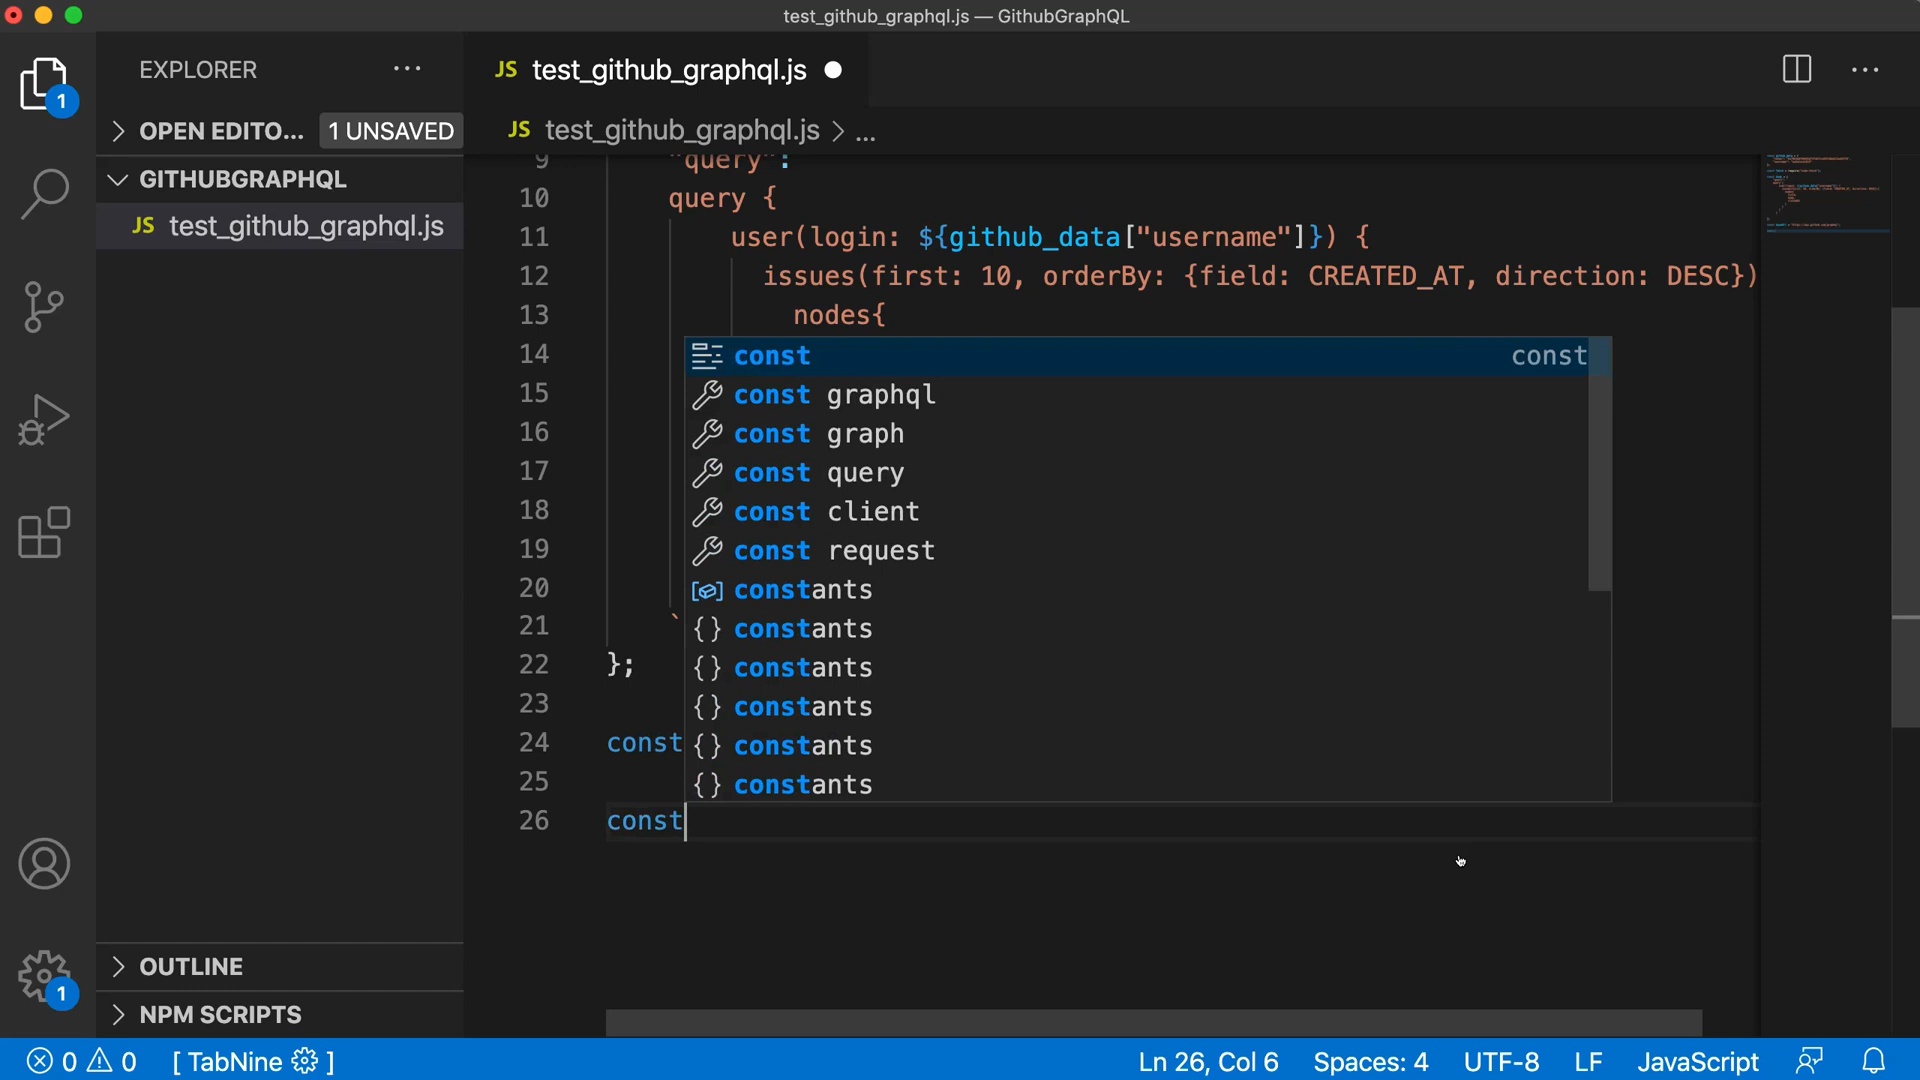 test_github_graphql.js — GithubGraphQL
EXPLORER ...
JS test_github_graphql.js
1
OPEN EDITO... 1 UNSAVED
JS test_github_graphql.js > ...
GITHUBGRAPHQL
JS test_github_graphql.js
9 "query":
10 query {
11 user(login: ${github_data["username"]}) {
12 issues(first: 10, orderBy: {field: CREATED_AT, direction: DESC})
13 nodes{
14 const const
15 const graphql
16 const graph
17 const query
18 const client
19 const request
20 constants
21 ` {} constants
22 }; {} constants
23 {} constants
24 const {} constants
25 {} constants
26 const
OUTLINE
1
NPM SCRIPTS
0 0 [ TabNine ] Ln 26, Col 6 Spaces: 4 UTF-8 LF JavaScript